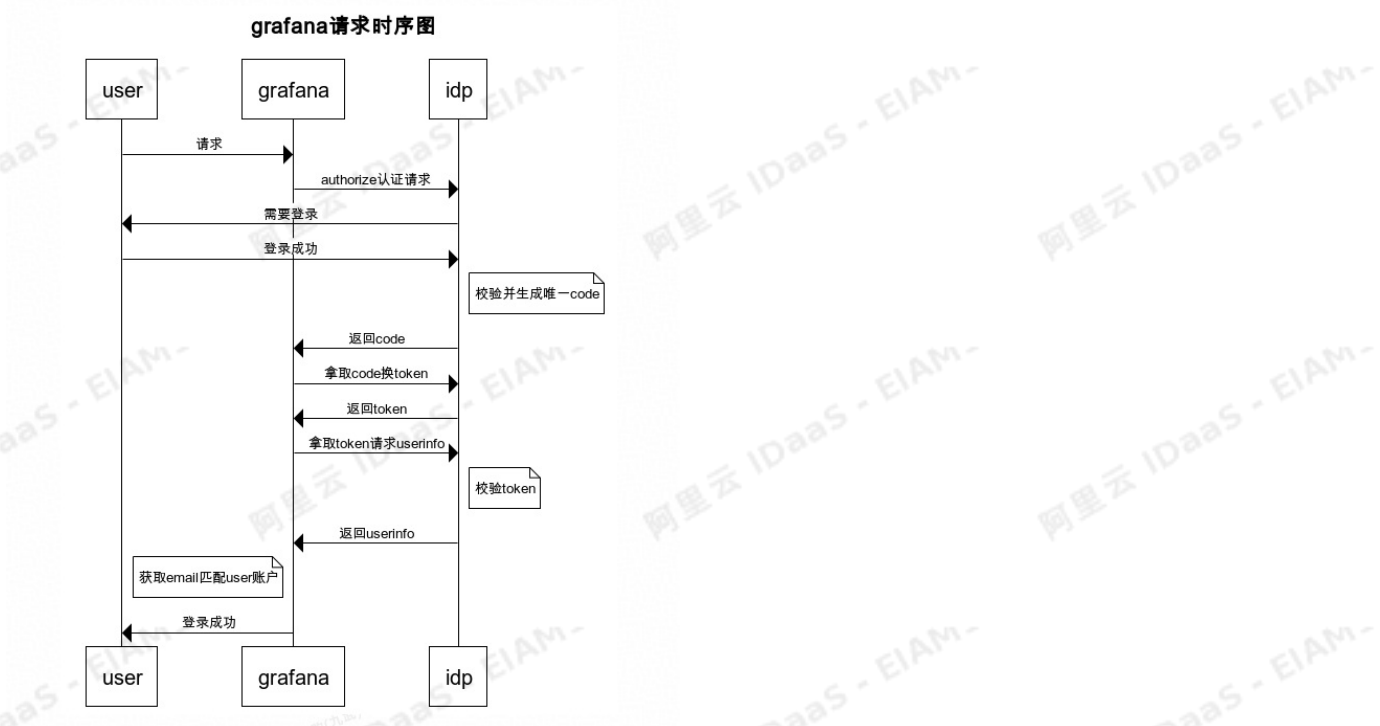 grafana请求时序图
user
grafana
idp
请求
authorize认证请求
需要登录
登录成功
校验并生成唯一code
返回code
拿取code换token
返回token
拿取token请求userinfo
校验token
返回userinfo
获取email匹配user账户
登录成功
user
grafana
idp
阿里云 IDaaS - EIAM